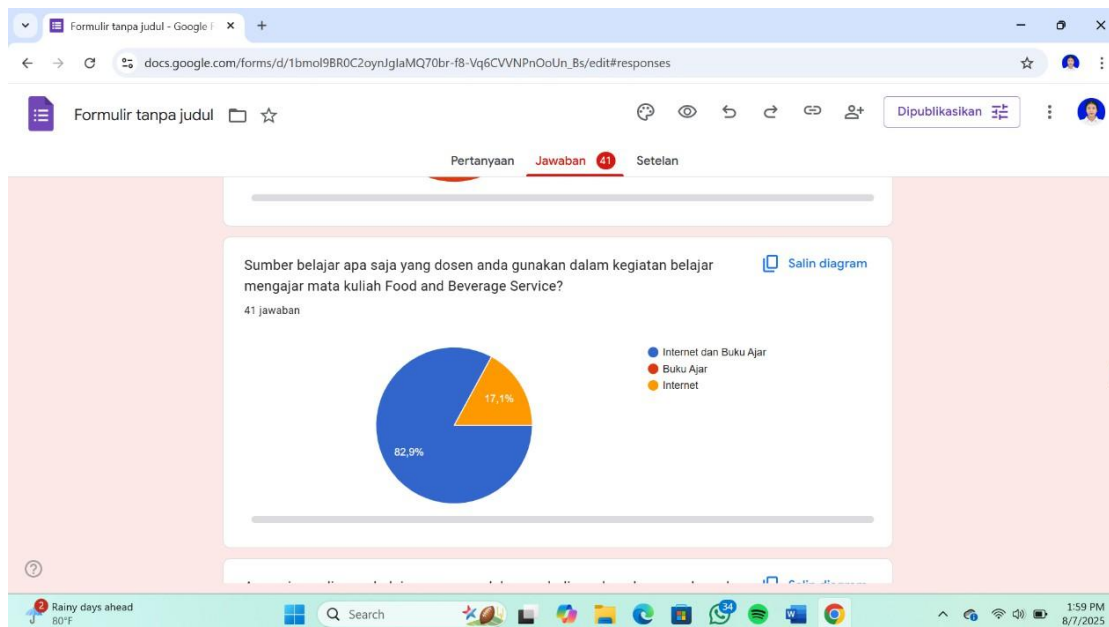 Formulir tanpa judul - Google F
docs.google.com/forms/d/1bmol9BR0C2oynJglaMQ70br-f8-Vq6CVVNPnOoUn_Bs/edit#responses
Formulir tanpa judul
Dipublikasikan
Pertanyaan Jawaban 41 Setelan
Sumber belajar apa saja yang dosen anda gunakan dalam kegiatan belajar
mengajar mata kuliah Food and Beverage Service?
Salin diagram
41 jawaban
Internet dan Buku Ajar
Buku Ajar
Internet
17,1%
82,9%
2
Rainy days ahead
80°F
Search
34
1:59 PM
8/7/2025